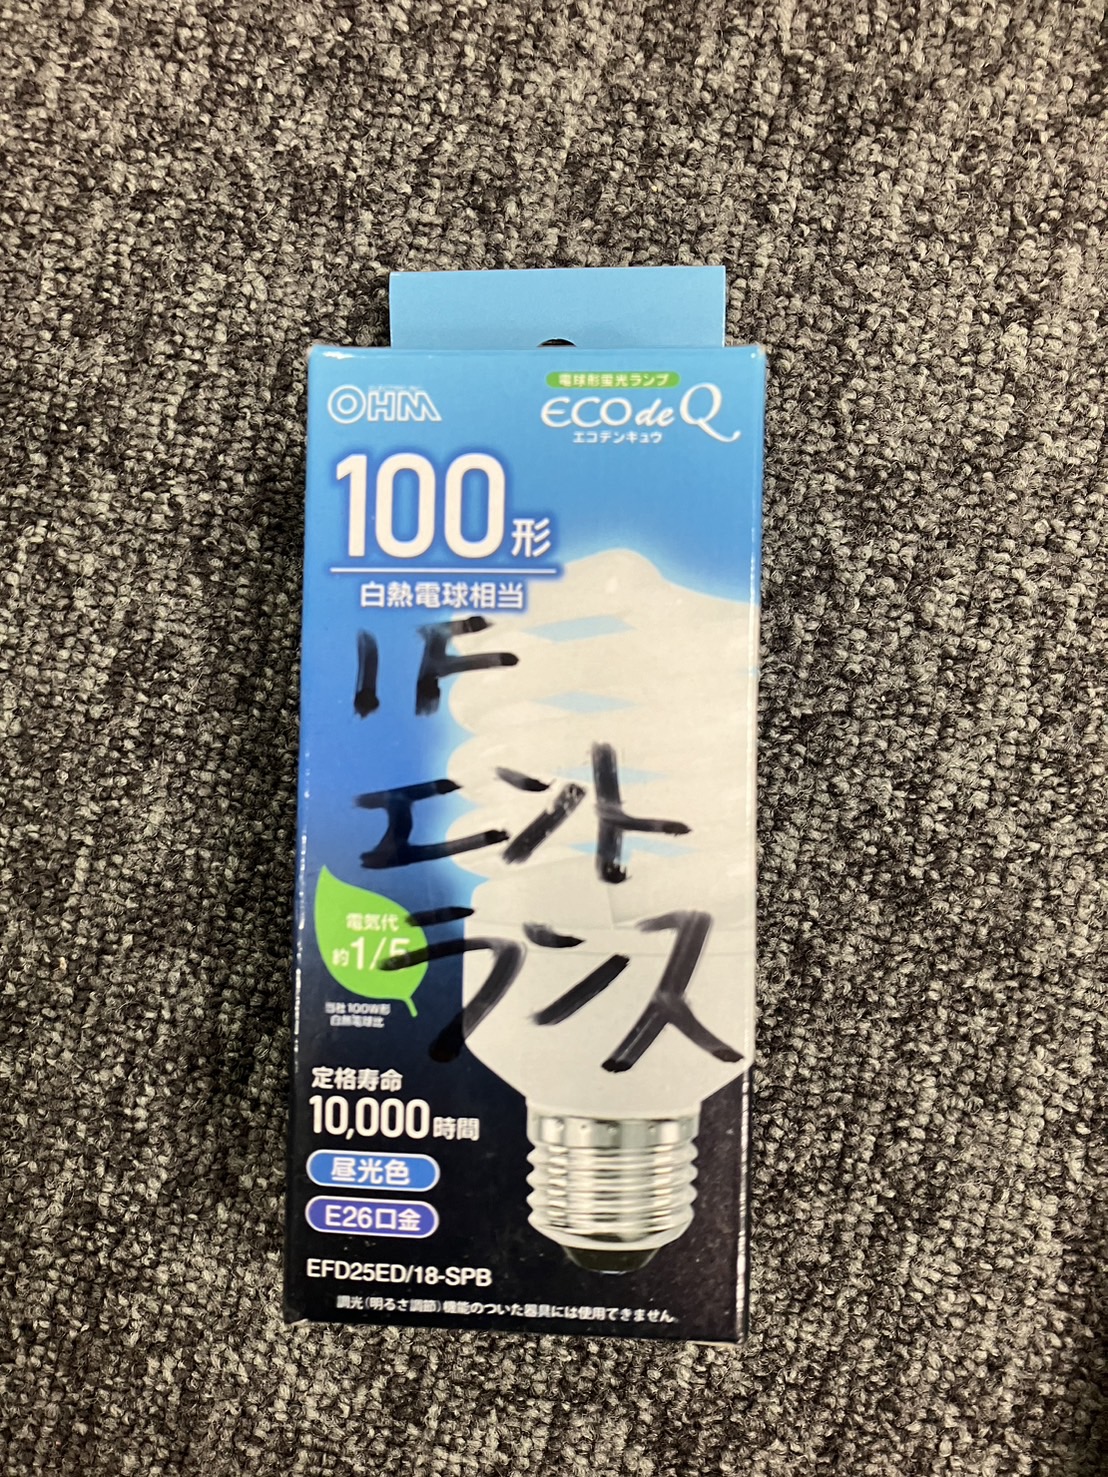 OHM
電球形蛍光ランプ
ECO de Q
エコデンキュウ
100形
白熱電球相当
1F
エント
ランス
電気代
約1/5
当社100W形
白熱電球比
定格寿命
10,000時間
昼光色
E26口金
EFD25ED/18-SPB
調光(明るさ調節)機能のついた器具には使用できません。